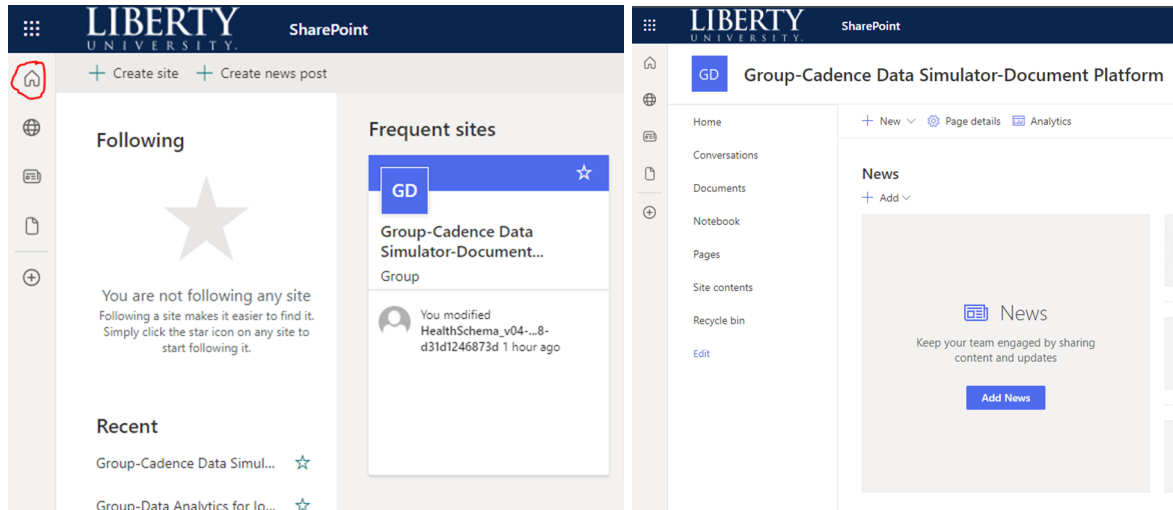 LIBERTY
UNIVERSITY.
SharePoint
+ Create site + Create news post
Following
You are not following any site
Following a site makes it easier to find it.
Simply click the star icon on any site to
start following it.
Recent
Group-Cadence Data Simul...
Group-Data Analytics for Io...
Frequent sites
GD
Group-Cadence Data
Simulator-Document...
Group
You modified
HealthSchema_v04-...8-
d31d1246873d 1 hour ago
LIBERTY
UNIVERSITY.
SharePoint
GD
Group-Cadence Data Simulator-Document Platform
Home
Conversations
Documents
Notebook
Pages
Site contents
Recycle bin
Edit
+ New Page details Analytics
News
+ Add
News
Keep your team engaged by sharing
content and updates
Add News